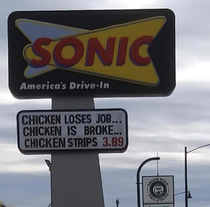 SONIC
America's Drive-In
CHICKEN LOSES JOB...
CHICKEN IS BROKE...
CHICKEN STRIPS 3.89